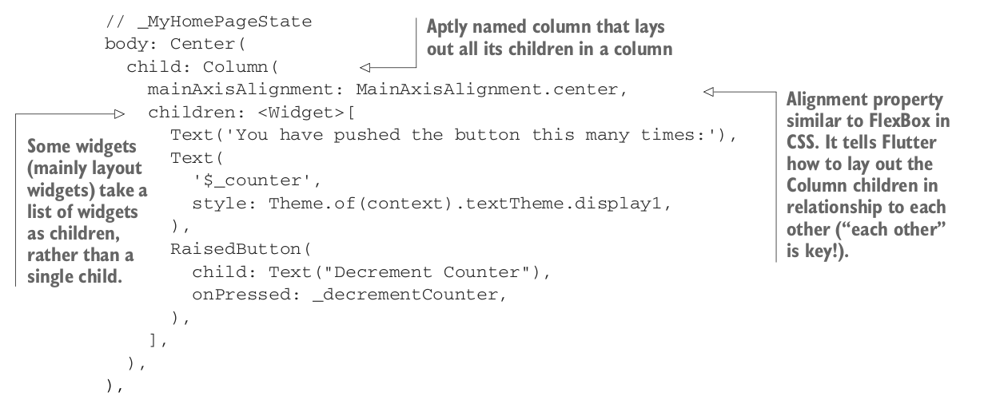 // _MyHomePageState
body: Center(
child: Column(
mainAxisAlignment: MainAxisAlignment.center,
children: <Widget>[
Text('You have pushed the button this many times:'),
Text(
'$_counter',
style: Theme.of(context).textTheme.display1,
),
RaisedButton(
child: Text("Decrement Counter"),
onPressed: _decrementCounter,
),
],
),
),
Aptly named column that lays
out all its children in a column
Alignment property
similar to FlexBox in
CSS. It tells Flutter
how to lay out the
Column children in
relationship to each
other (“each other”
is key!).
Some widgets
(mainly layout
widgets) take a
list of widgets
as children,
rather than a
single child.